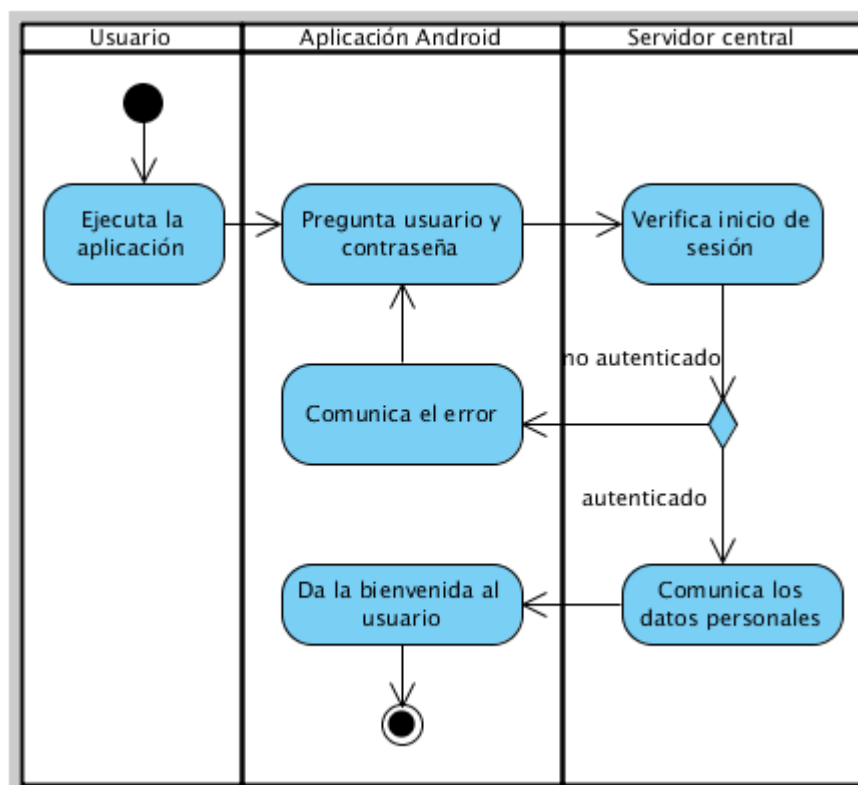 Usuario
Aplicación Android
Servidor central
Ejecuta la
aplicación
Pregunta usuario y
contraseña
Verifica inicio de
sesión
no autenticado
Comunica el error
autenticado
Da la bienvenida al
usuario
Comunica los
datos personales